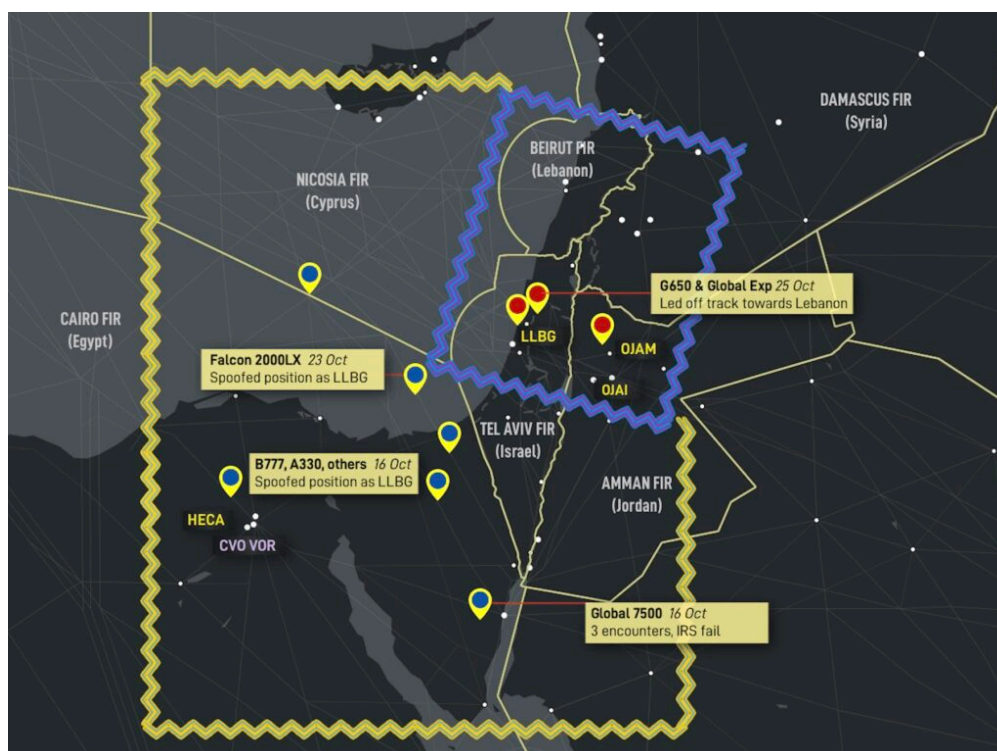 DAMASCUS FIR
(Syria)
BEIRUT FIR
(Lebanon)
NICOSIA FIR
(Cyprus)
G650 & Global Exp 25 Oct
Led off track towards Lebanon
CAIRO FIR
(Egypt)
LLBG
OJAM
Falcon 2000LX 23 Oct
Spoofed position as LLBG
OJAI
TEL AVIV FIR
(Israel)
B777, A330, others 16 Oct
Spoofed position as LLBG
AMMAN FIR
(Jordan)
HECA
CVO VOR
Global 7500 16 Oct
3 encounters, IRS fail